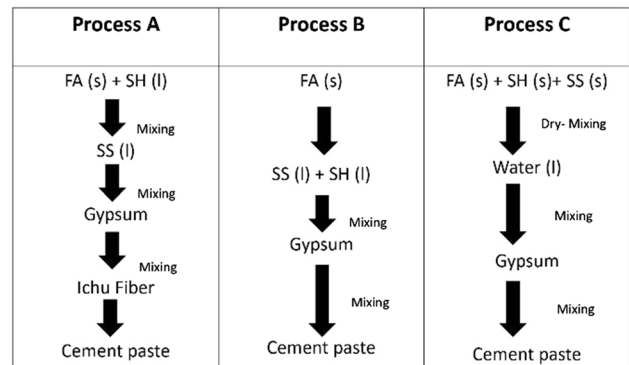 Process A
Process B
Process C
FA (s) + SH (l)
Mixing
SS (l)
Mixing
Gypsum
Mixing
Ichu Fiber
Cement paste
FA (s)
SS (l) + SH (l)
Mixing
Gypsum
Mixing
Cement paste
FA (s) + SH (s)+ SS (s)
Dry- Mixing
Water (l)
Mixing
Gypsum
Mixing
Cement paste